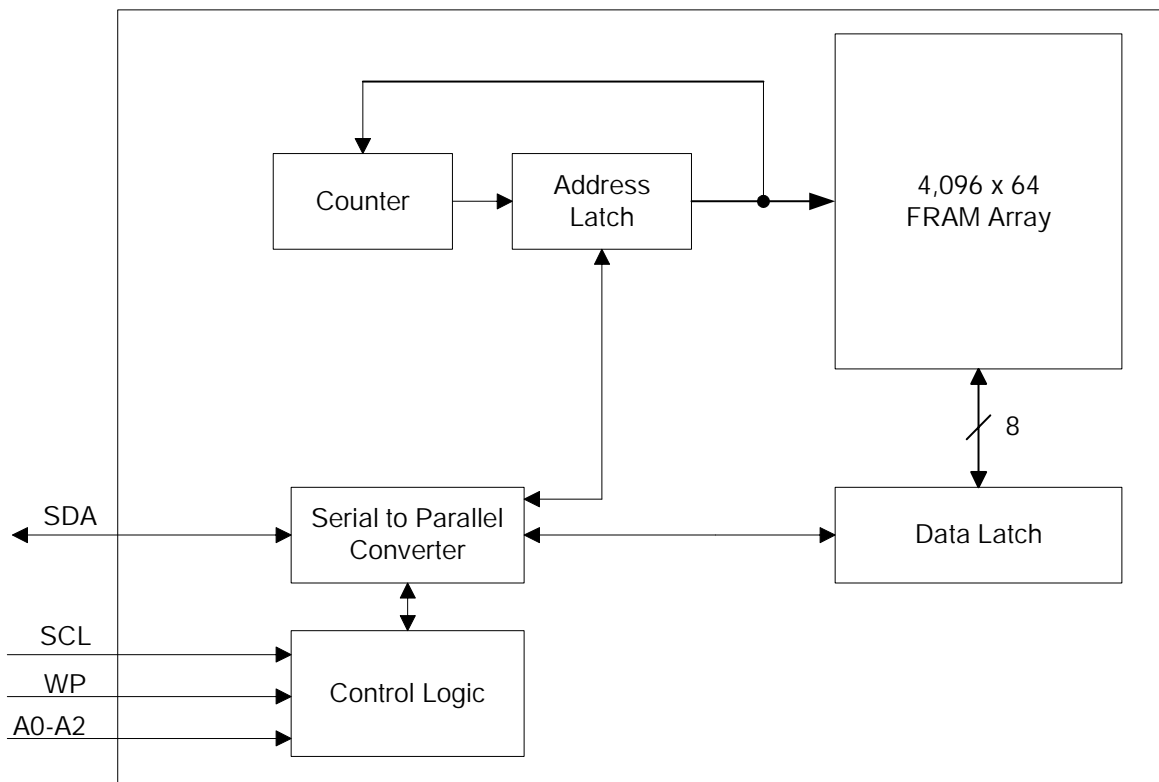 Counter
Address
Latch
4,096 x 64
FRAM Array
8
SDA
Serial to Parallel
Converter
Data Latch
SCL
WP
A0-A2
Control Logic